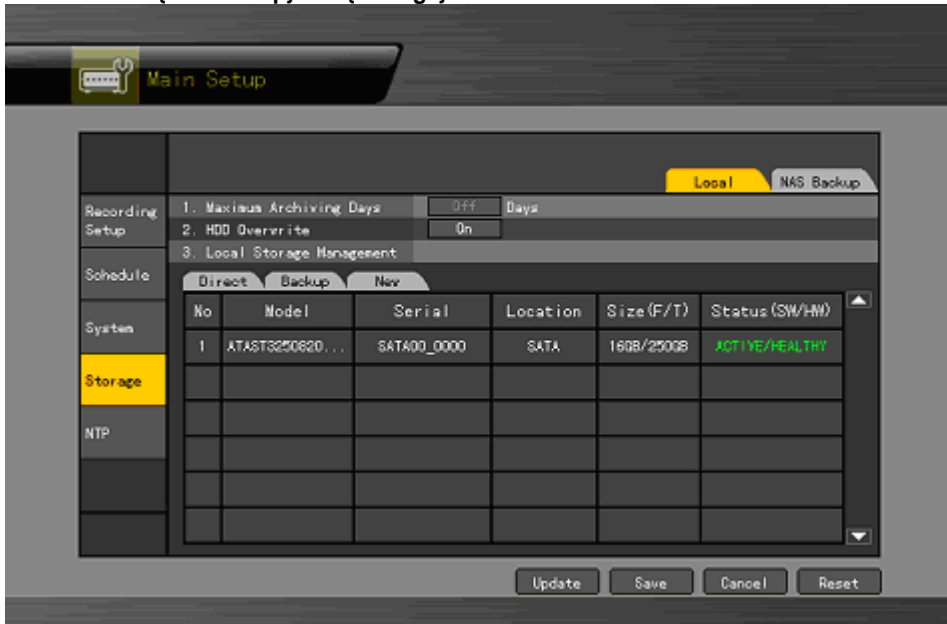 Main Setup
Local NAS Backup
Recording Setup
1. Maximum Archiving Days Off Days
2. HDD Overwrite On
3. Local Storage Management
Schedule
Direct Backup New
No Model Serial Location Size(F/T) Status(SW/HW)
System
1 ATAST3250820... SATA00_0000 SATA 16GB/250GB ACTIVE/HEALTHY
Storage
NTP
Update Save Cancel Reset